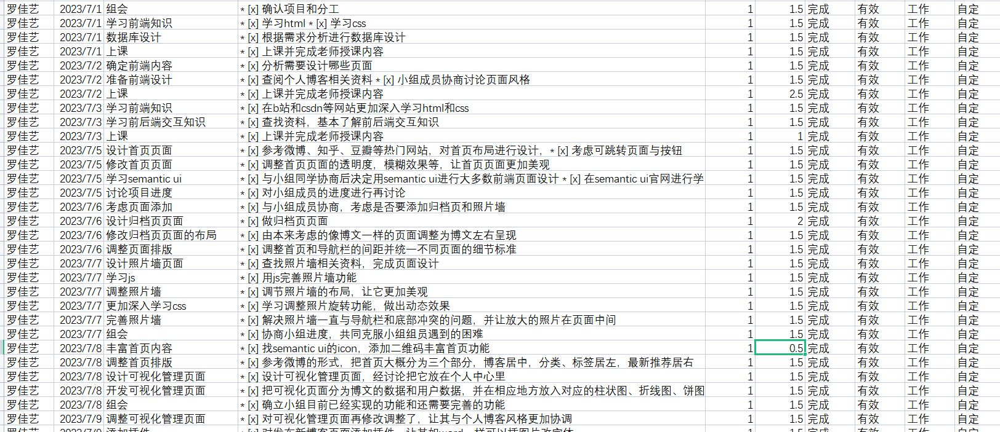 罗佳艺 2023/7/1 组会 * [x] 确认项目和分工 1 1.5 完成 有效 工作 自定
罗佳艺 2023/7/1 学习前端知识 * [x] 学习html * [x] 学习css 1 1.5 完成 有效 工作 自定
罗佳艺 2023/7/1 数据库设计 * [x] 根据需求分析进行数据库设计 1 1.5 完成 有效 工作 自定
罗佳艺 2023/7/1 上课 * [x] 上课并完成老师授课内容 1 1.5 完成 有效 工作 自定
罗佳艺 2023/7/2 确定前端内容 * [x] 分析需要设计哪些页面 1 1.5 完成 有效 工作 自定
罗佳艺 2023/7/2 准备前端设计 * [x] 查阅个人博客相关资料 * [x] 小组成员协商讨论页面风格 1 1.5 完成 有效 工作 自定
罗佳艺 2023/7/2 上课 * [x] 上课并完成老师授课内容 1 2.5 完成 有效 工作 自定
罗佳艺 2023/7/3 学习前端知识 * [x] 在b站和csdn等网站更加深入学习html和css 1 1.5 完成 有效 工作 自定
罗佳艺 2023/7/3 学习前后端交互知识 * [x] 查找资料，基本了解前后端交互知识 1 1.5 完成 有效 工作 自定
罗佳艺 2023/7/3 上课 * [x] 上课并完成老师授课内容 1 1 完成 有效 工作 自定
罗佳艺 2023/7/5 设计首页页面 * [x] 参考微博、知乎、豆瓣等热门网站，对首页布局进行设计，* [x] 考虑可跳转页面与按钮 1 1.5 完成 有效 工作 自定
罗佳艺 2023/7/5 修改首页页面 * [x] 调整首页页面的透明度，模糊效果等，让首页页面更加美观 1 1.5 完成 有效 工作 自定
罗佳艺 2023/7/5 学习semantic ui * [x] 与小组同学协商后决定用semantic ui进行大多数前端页面设计 * [x] 在semantic ui官网进行学 1 1.5 完成 有效 工作 自定
罗佳艺 2023/7/5 讨论项目进度 * [x] 对小组成员的进度进行再讨论 1 1.5 完成 有效 工作 自定
罗佳艺 2023/7/6 考虑页面添加 * [x] 与小组成员协商，考虑是否要添加归档页和照片墙 1 1.5 完成 有效 工作 自定
罗佳艺 2023/7/6 设计归档页页面 * [x] 做归档页页面 1 2 完成 有效 工作 自定
罗佳艺 2023/7/6 修改归档页页面的布局 * [x] 由本来考虑的像博文一样的页面调整为博文左右呈现 1 1.5 完成 有效 工作 自定
罗佳艺 2023/7/6 调整页面排版 * [x] 调整首页和导航栏的间距并统一不同页面的细节标准 1 1.5 完成 有效 工作 自定
罗佳艺 2023/7/7 设计照片墙页面 * [x] 查找照片墙相关资料，完成页面设计 1 1.5 完成 有效 工作 自定
罗佳艺 2023/7/7 学习js * [x] 用js完善照片墙功能 1 1.5 完成 有效 工作 自定
罗佳艺 2023/7/7 调整照片墙 * [x] 调节照片墙的布局，让它更加美观 1 1.5 完成 有效 工作 自定
罗佳艺 2023/7/7 更加深入学习css * [x] 学习调整照片旋转功能，做出动态效果 1 1.5 完成 有效 工作 自定
罗佳艺 2023/7/7 完善照片墙 * [x] 解决照片墙一直与导航栏和底部冲突的问题，并让放大的照片在页面中间 1 1.5 完成 有效 工作 自定
罗佳艺 2023/7/7 组会 * [x] 协商小组进度，共同克服小组组员遇到的困难 1 1.5 完成 有效 工作 自定
罗佳艺 2023/7/8 丰富首页内容 * [x] 找semantic ui的icon，添加二维码丰富首页功能 1 0.5 完成 有效 工作 自定
罗佳艺 2023/7/8 调整首页排版 * [x] 参考微博的形式，把首页大概分为三个部分，博客居中，分类、标签居左，最新推荐居右 1 1.5 完成 有效 工作 自定
罗佳艺 2023/7/8 设计可视化管理页面 * [x] 设计可视化管理页面，经讨论把它放在个人中心里 1 1.5 完成 有效 工作 自定
罗佳艺 2023/7/8 开发可视化管理页面 * [x] 把可视化页面分为博文的数据和用户数据，并在相应地方放入对应的柱状图、折线图、饼图 1 1.5 完成 有效 工作 自定
罗佳艺 2023/7/8 组会 * [x] 确立小组目前已经实现的功能和还需要完善的功能 1 1.5 完成 有效 工作 自定
罗佳艺 2023/7/9 调整可视化管理页面 * [x] 对可视化管理页面再修改调整了，让其与个人博客风格更加协调 1 1.5 完成 有效 工作 自定